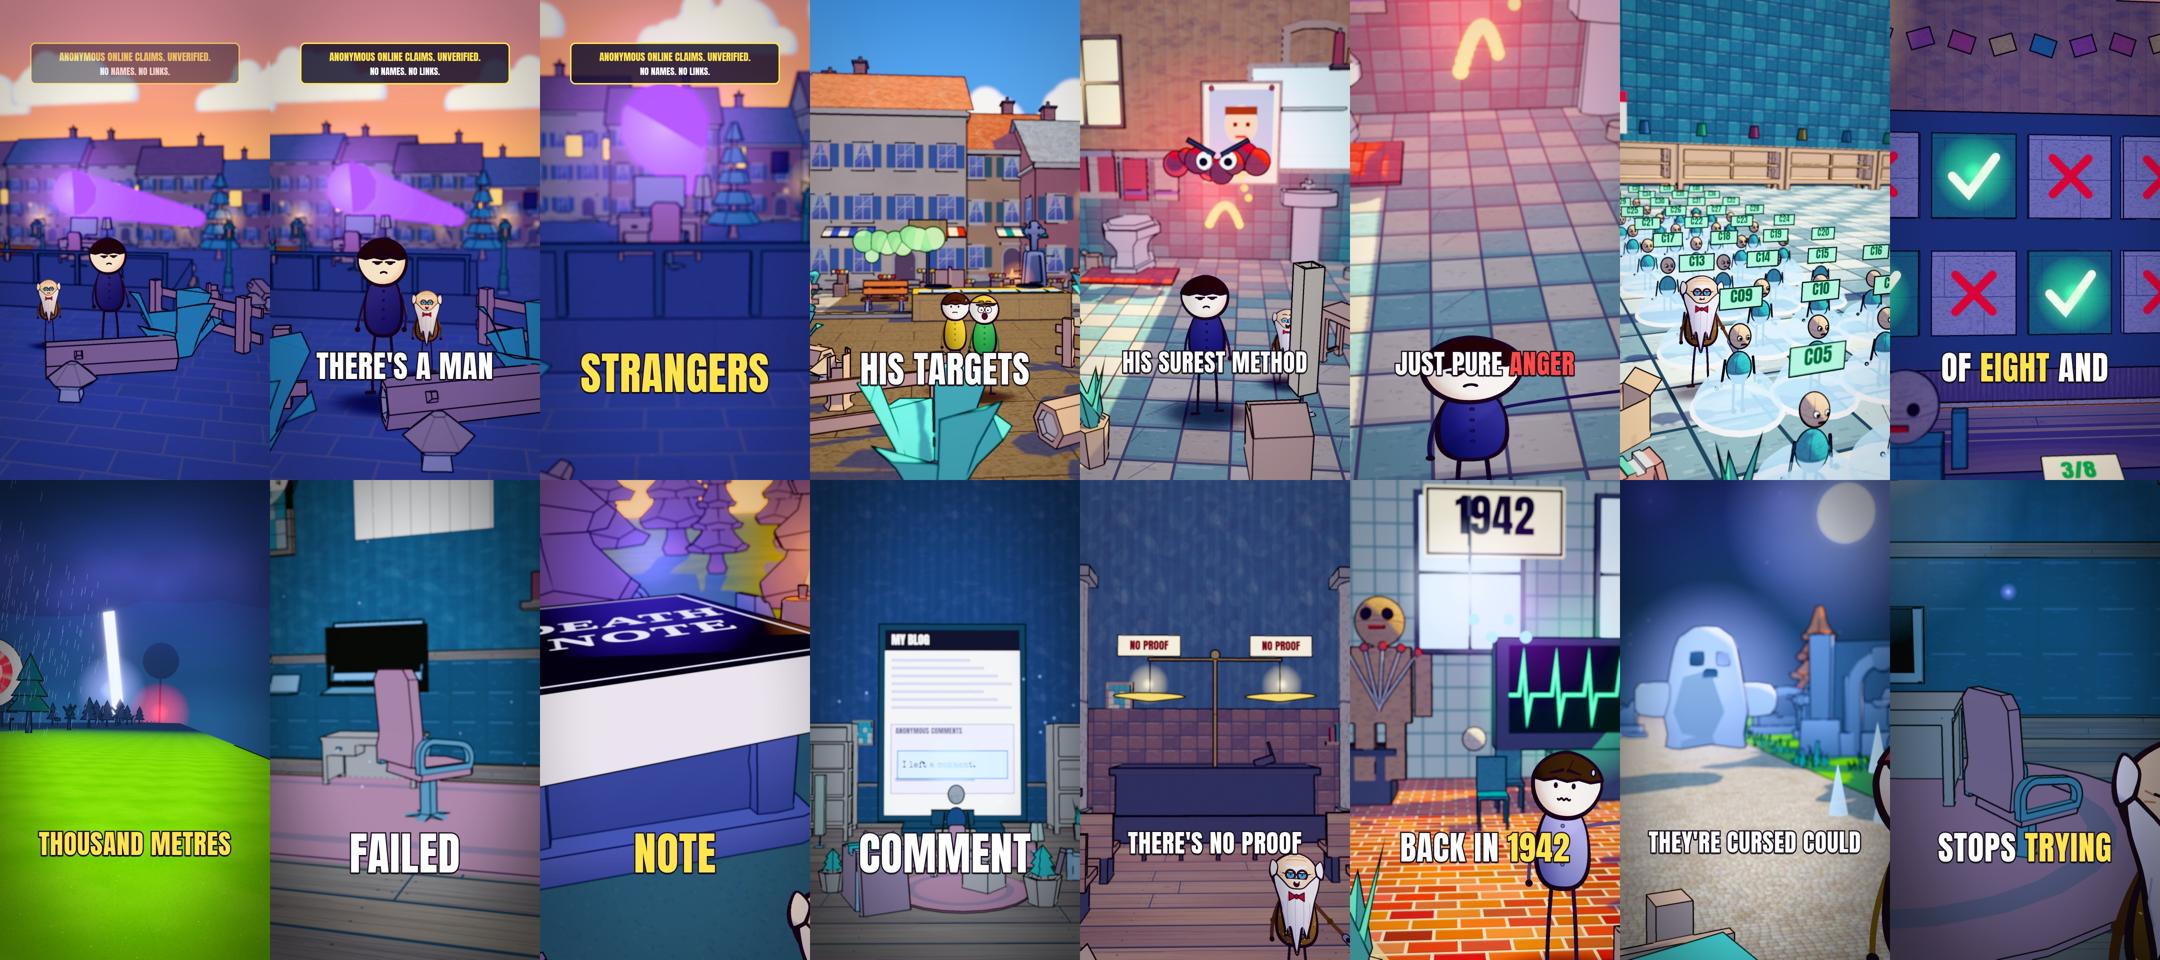 ANONYMOUS ONLINE CLAIMS. UNVERIFIED.
NO NAMES. NO LINKS.
ANONYMOUS ONLINE CLAIMS. UNVERIFIED.
NO NAMES. NO LINKS.
THERE'S A MAN
ANONYMOUS ONLINE CLAIMS. UNVERIFIED.
NO NAMES. NO LINKS.
STRANGERS
HIS TARGETS
HIS SUREST METHOD
JUST PURE ANGER
C17
C18
C19
C20
C16
C13
C14
C15
C09
C10
C05
OF EIGHT AND
3/8
THOUSAND METRES
FAILED
DEATH
NOTE
NOTE
MY BLOG
ANONYMOUS COMMENTS
I left a comment.
COMMENT
NO PROOF
NO PROOF
THERE'S NO PROOF
1942
BACK IN 1942
THEY'RE CURSED COULD
STOPS TRYING